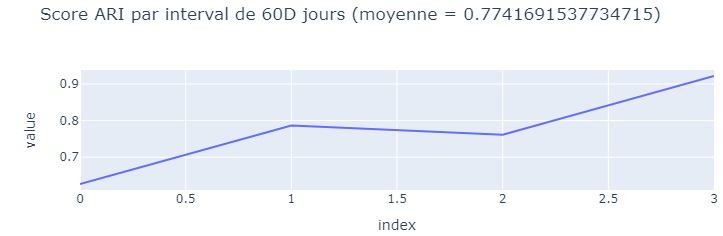 Score ARI par interval de 60D jours (moyenne = 0.7741691537734715)
0.9
0.8
0.7
value
0 0.5 1 1.5 2 2.5 3
index